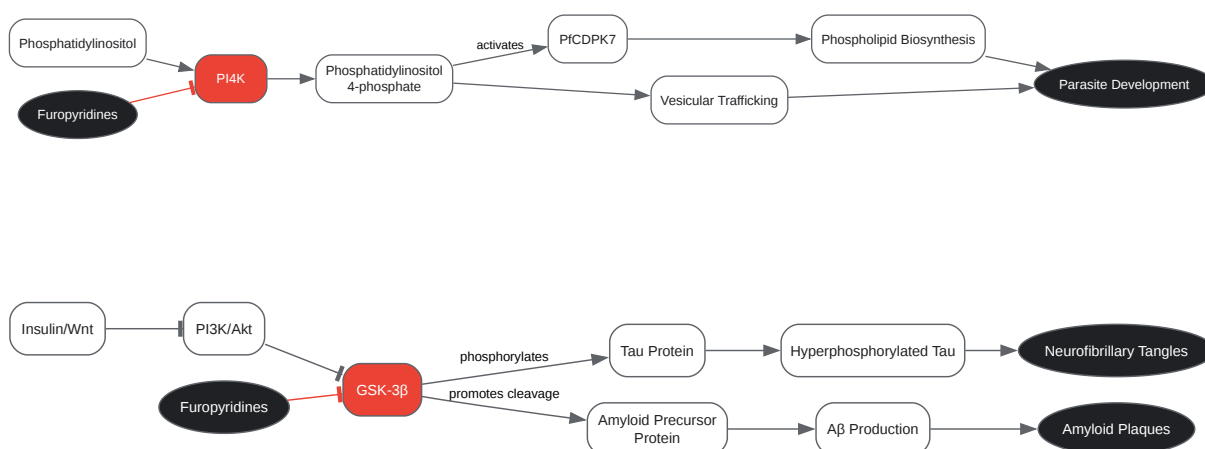 Phosphatidylinositol
Furopyridines
PI4K
Phosphatidylinositol
4-phosphate
activates
PfCDPK7
Vesicular Trafficking
Phospholipid Biosynthesis
Parasite Development
Insulin/Wnt
PI3K/Akt
Furopyridines
GSK-3β
phosphorylates
promotes cleavage
Tau Protein
Hyperphosphorylated Tau
Neurofibrillary Tangles
Amyloid Precursor
Protein
Aβ Production
Amyloid Plaques